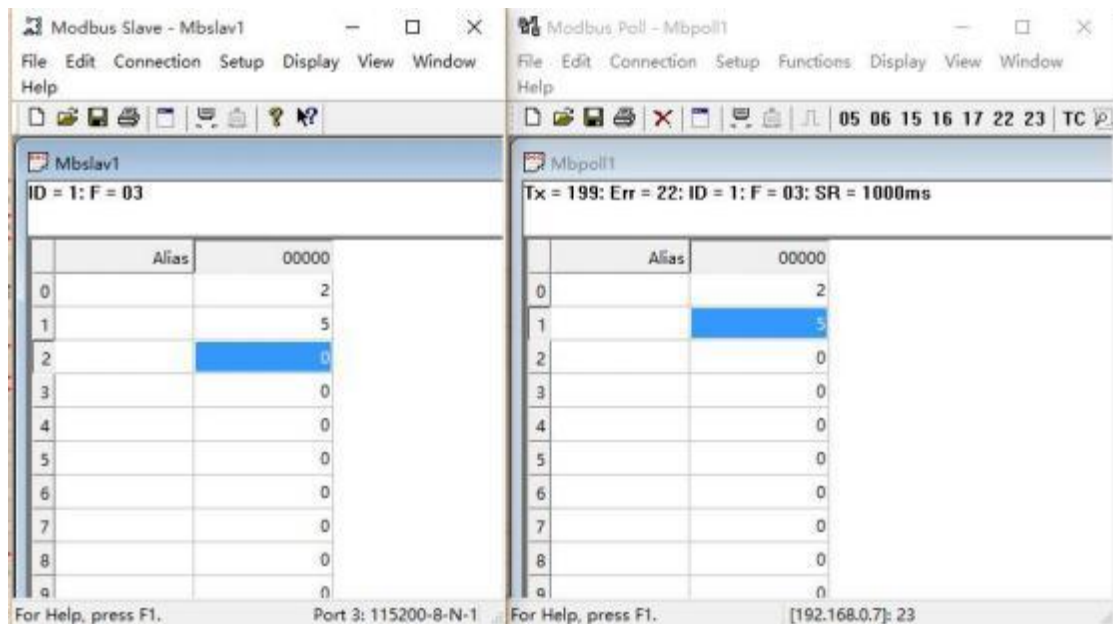 Modbus Slave - Mbslav1
File Edit Connection Setup Display View Window
Help
Mbslav1
ID = 1: F = 03
Alias 00000
0 2
1 5
2 0
3 0
4 0
5 0
6 0
7 0
8 0
9 0
For Help, press F1. Port 3: 115200-8-N-1
Modbus Poll - Mbpoll1
File Edit Connection Setup Functions Display View Window
Help
05 06 15 16 17 22 23 TC
Mbpoll1
Tx = 199: Err = 22: ID = 1: F = 03: SR = 1000ms
Alias 00000
0 2
1 5
2 0
3 0
4 0
5 0
6 0
7 0
8 0
9 0
For Help, press F1. [192.168.0.7]: 23